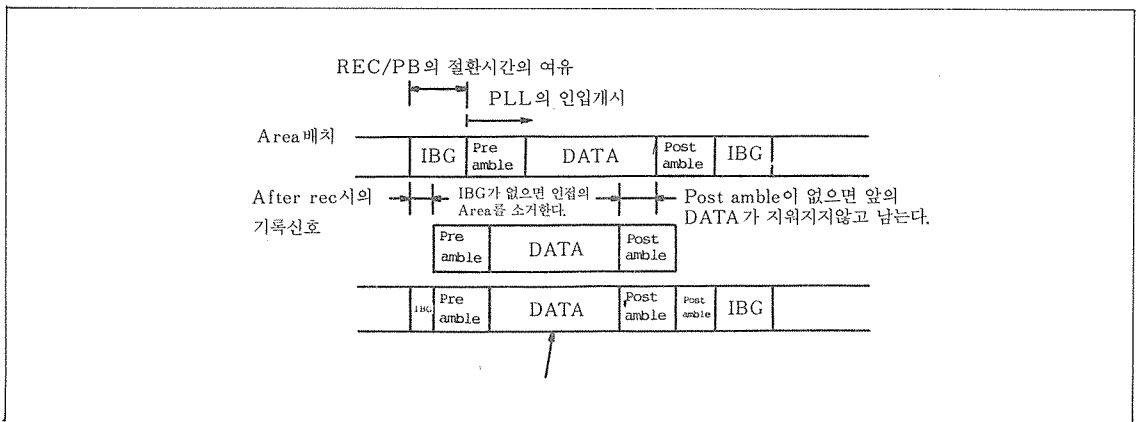 REC/PB의 절환시간의 여유
PLL의 인입개시
Area배치
IBG
Pre
amble
DATA
Post
amble
IBG
After rec시의
기록신호
IBG가 없으면 인접의
Area를 소거한다.
Post amble이 없으면 앞의
DATA가 지워지지않고 남는다.
Pre
amble
DATA
Post
amble
IBG
Pre
amble
DATA
Post
amble
Post
amble
IBG